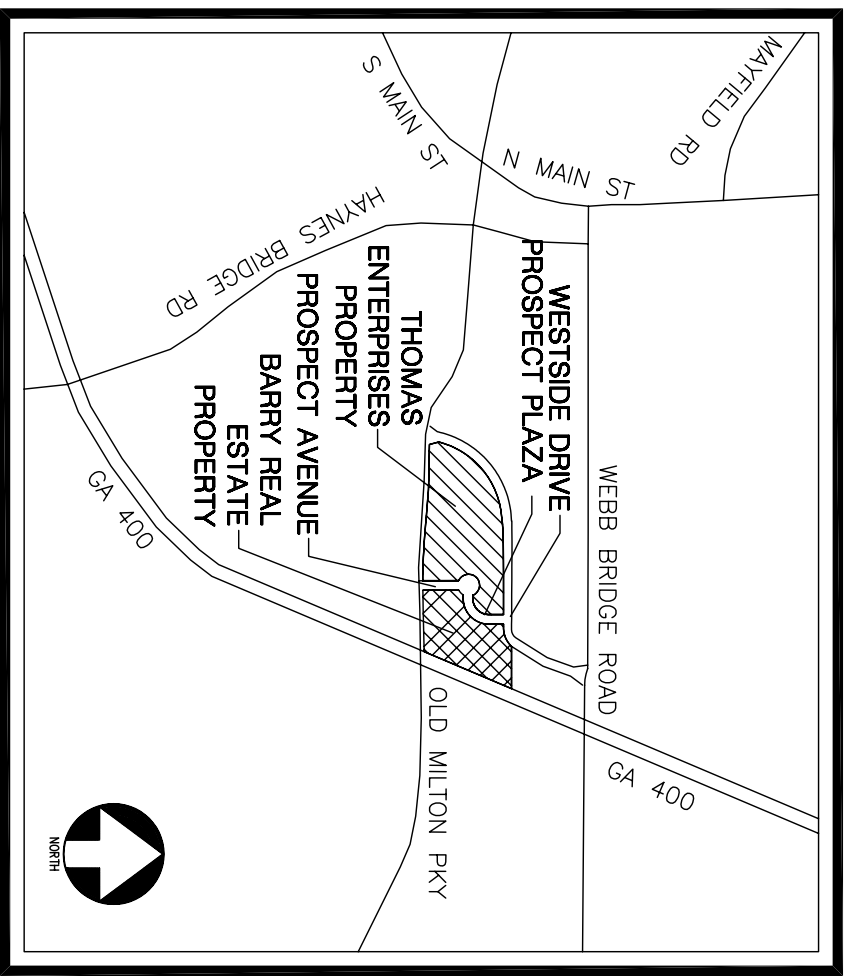 MAYFIELD RD
N MAIN ST
S MAIN ST
HAYNES BRIDGE RD
WESTSIDE DRIVE
PROSPECT PLAZA
THOMAS
ENTERPRISES
PROPERTY
PROSPECT AVENUE
BARRY REAL
ESTATE
PROPERTY
WEBB BRIDGE ROAD
GA 400
OLD MILTON PKY
GA 400
NORTH